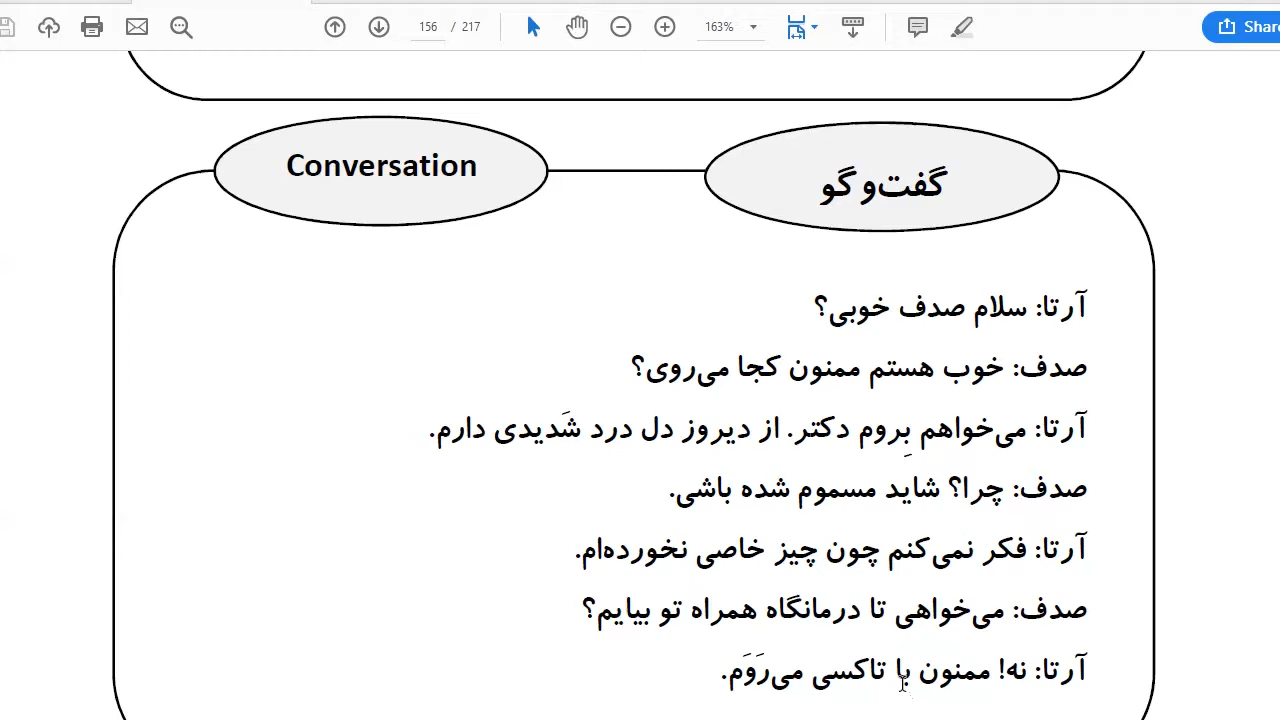 156 / 217
163%
Share
Conversation
گفت‌و‌گو
آرتا: سلام صدف خوبی؟
صدف: خوب هستم ممنون کجا می‌روی؟
آرتا: می‌خواهم بِروم دکتر. از دیروز دل درد شَدیدی دارم.
صدف: چرا؟ شاید مسموم شده باشی.
آرتا: فکر نمی‌کنم چون چیز خاصی نخورده‌ام.
صدف: می‌خواهی تا درمانگاه همراه تو بیایم؟
آرتا: نه! ممنون با تاکسی می‌رَوَم.